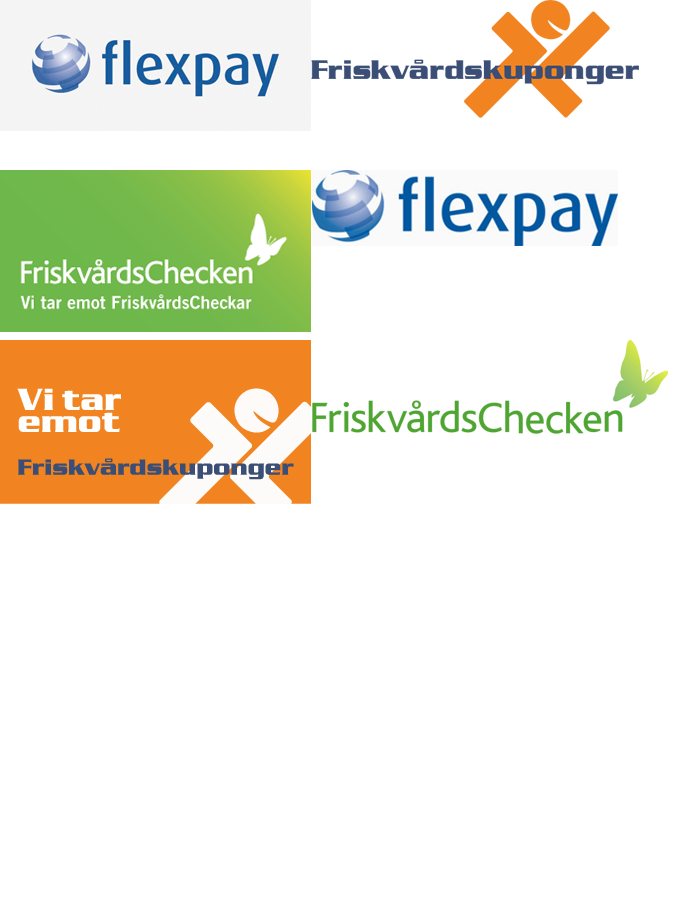 flexpay
Friskvårdskuponger
FriskvårdsChecken
Vi tar emot FriskvårdsCheckar
flexpay
Vi tar
emot
Friskvårdskuponger
FriskvårdsChecken